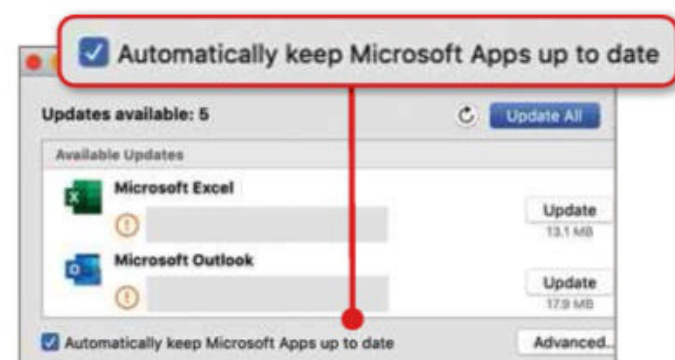 Automatically keep Microsoft Apps up to date
Updates available: 5
Update All
Available Updates
Microsoft Excel
Update
13.1 MB
Microsoft Outlook
Update
17.9 MB
Automatically keep Microsoft Apps up to date
Advanced..